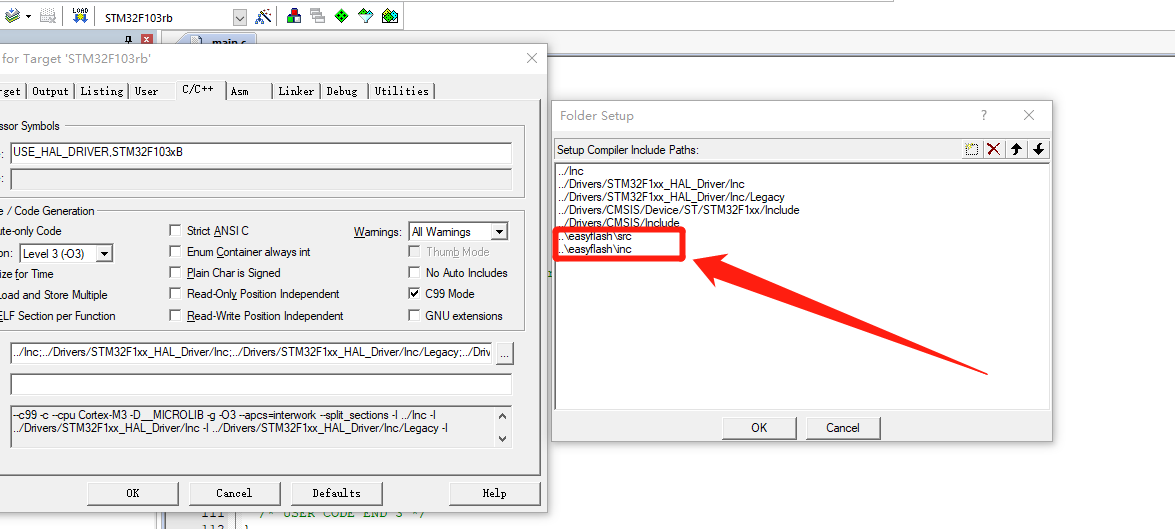 LOAD
STM32F103rb
main.c
for Target 'STM32F103rb'
rget Output Listing User C/C++ Asm Linker Debug Utilities
ssor Symbols
e: USE_HAL_DRIVER,STM32F103xB
e:
e / Code Generation
ute-only Code
on: Level 3 (-O3)
ize for Time
Load and Store Multiple
ELF Section per Function
Strict ANSI C
Enum Container always int
Plain Char is Signed
Read-Only Position Independent
Read-Write Position Independent
Warnings: All Warnings
Thumb Mode
No Auto Includes
C99 Mode
GNU extensions
../Inc;../Drivers/STM32F1xx_HAL_Driver/Inc;../Drivers/STM32F1xx_HAL_Driver/Inc/Legacy;../Driv
...
--c99 -c --cpu Cortex-M3 -D__MICROLIB -g -O3 --apcs=interwork --split_sections -I ../Inc -I
../Drivers/STM32F1xx_HAL_Driver/Inc -I ../Drivers/STM32F1xx_HAL_Driver/Inc/Legacy -I
OK Cancel Defaults Help
Folder Setup
?
Setup Compiler Include Paths:
../Inc
../Drivers/STM32F1xx_HAL_Driver/Inc
../Drivers/STM32F1xx_HAL_Driver/Inc/Legacy
../Drivers/CMSIS/Device/ST/STM32F1xx/Include
../Drivers/CMSIS/Include
..\easyflash\src
..\easyflash\inc
OK Cancel
111 /* USER CODE END 3 */
112 }